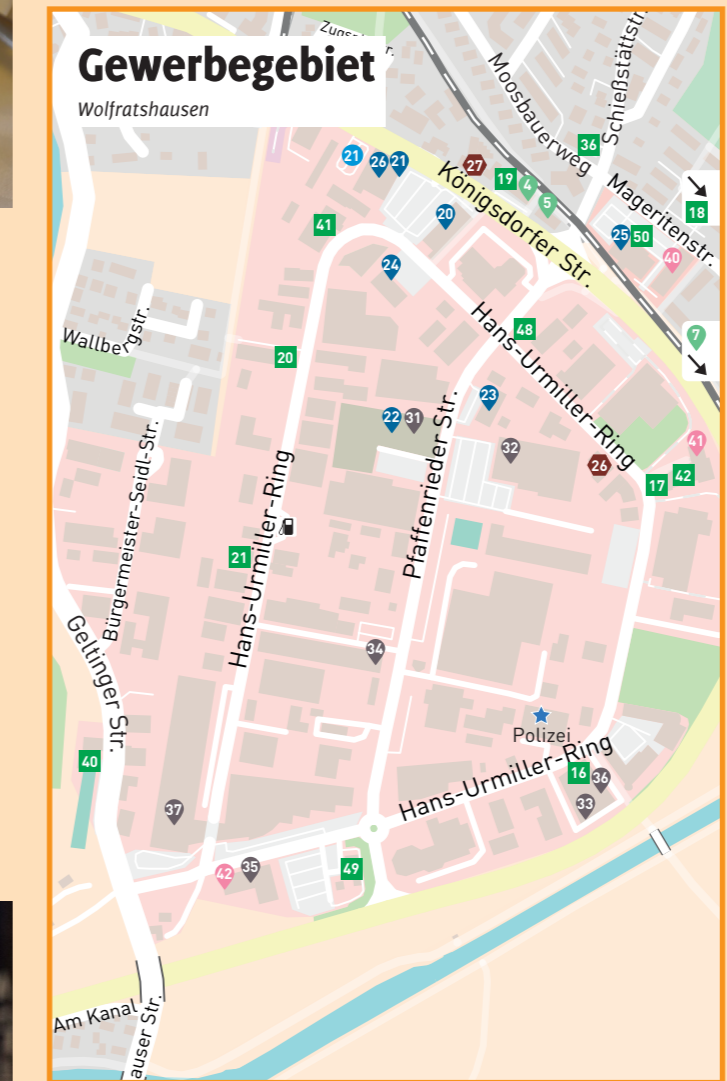 Gewerbegebiet
Wolfratshausen
Moosbauerweg
Schießstättstr.
36
27
21
26
21
19
4
5
Königsdorfer Str.
Mageritenstr.
18
20
25
50
40
41
24
Hans-Urmiller-Ring
48
7
Wallbergstr.
20
23
22
31
32
26
41
42
17
Bürgermeister-Seidl-Str.
Hans-Urmiller-Ring
Pfaffenrieder Str.
21
Geltinger Str.
34
Polizei
40
Hans-Urmiller-Ring
16
36
33
37
42
35
49
Am Kanal
auser Str.